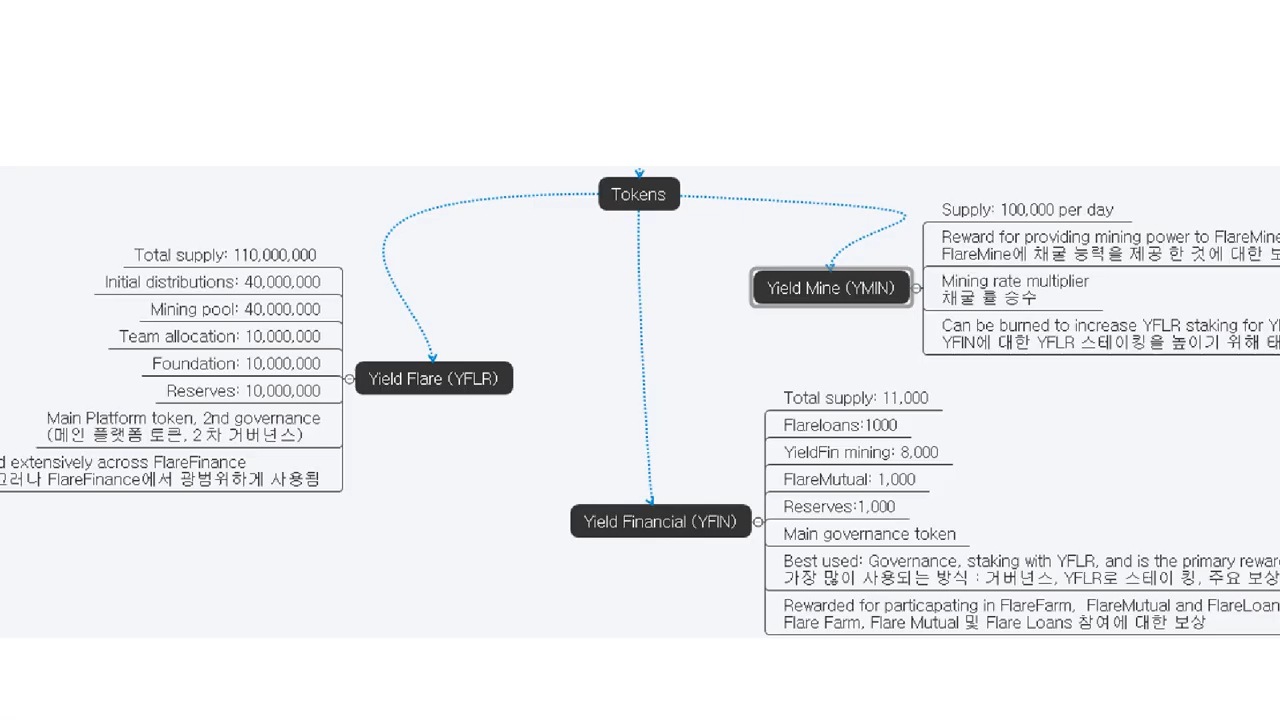 Tokens
Total supply: 110,000,000
Initial distributions: 40,000,000
Mining pool: 40,000,000
Team allocation: 10,000,000
Foundation: 10,000,000
Reserves: 10,000,000
Main Platform token, 2nd governance
(메인 플랫폼 토큰, 2 차 거버넌스)
extensively across FlareFinance
그러나 FlareFinance에서 광범위하게 사용됨
Yield Flare (YFLR)
Yield Mine (YMIN)
Supply: 100,000 per day
Reward for providing mining power to FlareMine
FlareMine에 채굴 능력을 제공 한 것에 대한
Mining rate multiplier
채굴 률 승수
Can be burned to increase YFLR staking for
YFIN에 대한 YFLR 스테이킹을 높이기 위해
Yield Financial (YFIN)
Total supply: 11,000
Flareloans:1000
YieldFin mining: 8,000
FlareMutual: 1,000
Reserves:1,000
Main governance token
Best used: Governance, staking with YFLR, and is the primary
가장 많이 사용되는 방식 : 거버넌스, YFLR로 스테이 킹, 주요 보상
Rewarded for particapating in FlareFarm, FlareMutual and
Flare Farm, Flare Mutual 및 Flare Loans 참여에 대한 보상